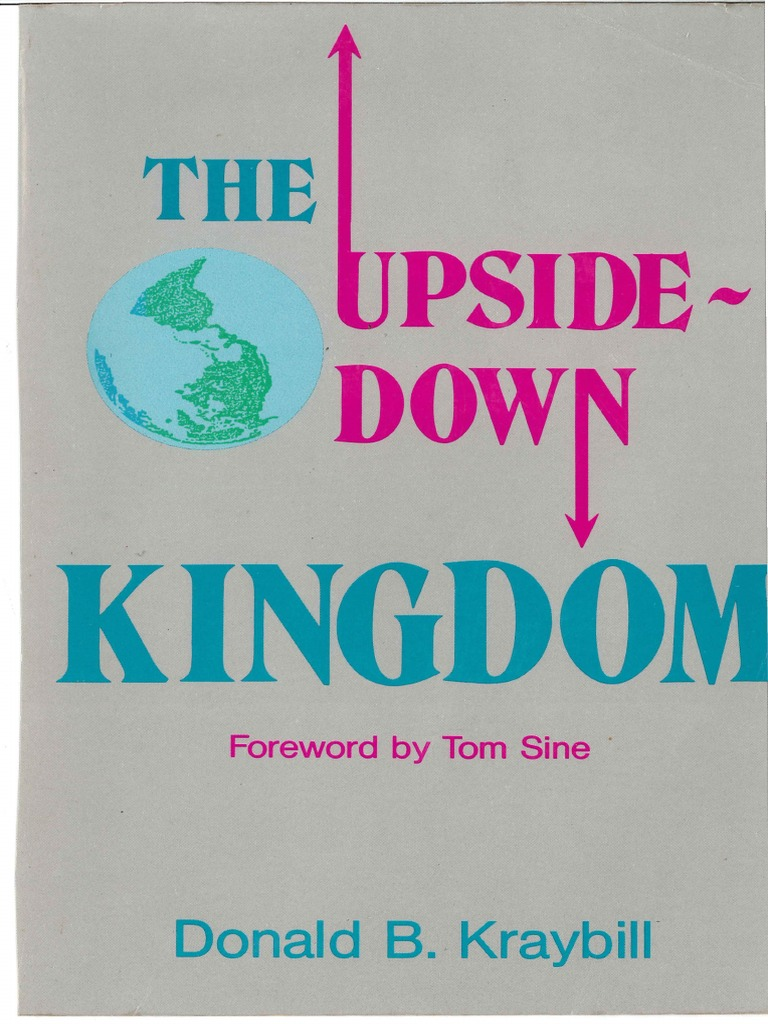 THE
UPSIDE~
DOWN
KINGDOM
Foreword by Tom Sine
Donald B. Kraybill